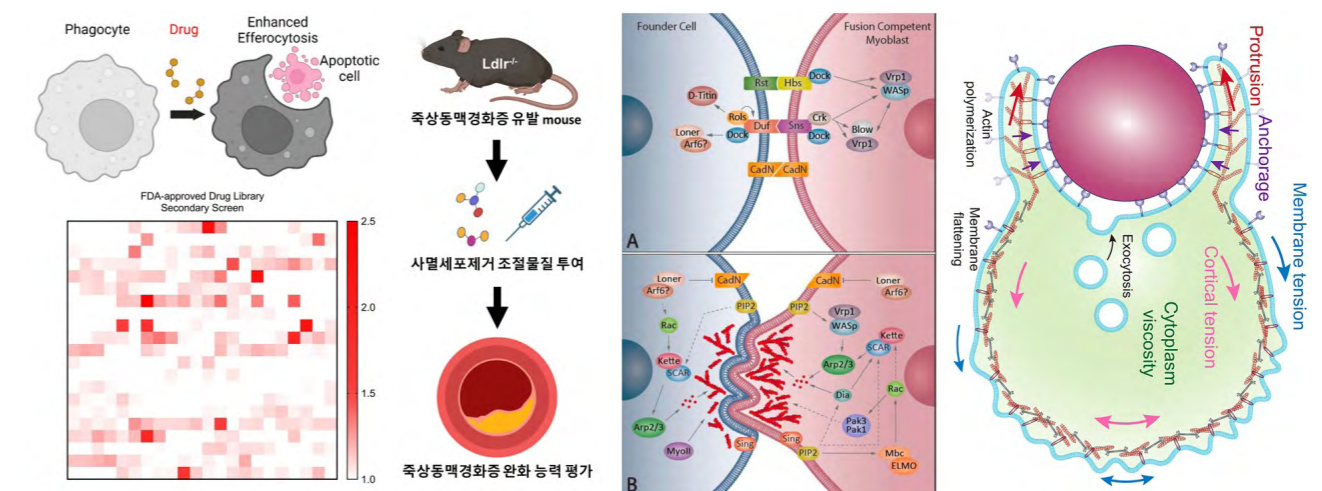 Phagocyte
Drug
Enhanced
Efferocytosis
Apoptotic
cell
FDA-approved Drug Library
Secondary Screen
2.5
2.0
1.5
1.0
Ldlr-/-
죽상동맥경화증 유발 mouse
사멸세포제거 조절물질 투여
죽상동맥경화증 완화 능력 평가
Founder Cell
Fusion Competent
Myoblast
Rst
Hbs
Dock
Vrp1
WASp
D-Titin
Rols
Duf
Sns
Crk
Loner
Arf6?
Dock
Dock
Blow
Vrp1
CadN
CadN
A
Loner
Arf6?
CadN
CadN
Loner
Arf6?
PIP2
PIP2
Vrp1
WASp
Rac
Kette
SCAR
Kette
SCAR
Arp2/3
Dia
Rac
Arp2/3
Pak3
Pak1
MyoII
Sing
Sing
PIP2
Mbc
ELMO
B
Protrusion
Actin
polymerization
Anchorage
Membrane
flattening
Exocytosis
Membrane tension
Cortical tension
Cytoplasm
viscosity